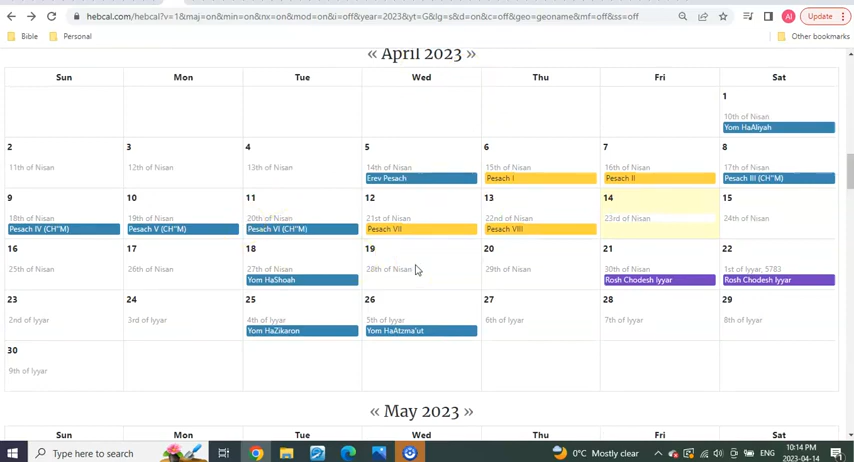 hebcal.com/hebcal?v=1&maj=on&min=on&nx=on&mod=on&i=off&year=2023&yt=G&lg=s&d=on&c=off&geo=geoname&mf=off&ss=off
AI
Update
Bible
Personal
Other bookmarks
« April 2023 »
Sun Mon Tue Wed Thu Fri Sat
1
10th of Nisan
Yom HaAliyah
2 3 4 5 6 7 8
11th of Nisan 12th of Nisan 13th of Nisan 14th of Nisan 15th of Nisan 16th of Nisan 17th of Nisan
Erev Pesach Pesach I Pesach II Pesach III (CH"M)
9 10 11 12 13 14 15
18th of Nisan 19th of Nisan 20th of Nisan 21st of Nisan 22nd of Nisan 23rd of Nisan 24th of Nisan
Pesach IV (CH"M) Pesach V (CH"M) Pesach VI (CH"M) Pesach VII Pesach VIII
16 17 18 19 20 21 22
25th of Nisan 26th of Nisan 27th of Nisan 28th of Nisan 29th of Nisan 30th of Nisan 1st of Iyyar, 5783
Yom HaShoah Rosh Chodesh Iyyar Rosh Chodesh Iyyar
23 24 25 26 27 28 29
2nd of Iyyar 3rd of Iyyar 4th of Iyyar 5th of Iyyar 6th of Iyyar 7th of Iyyar 8th of Iyyar
Yom HaZikaron Yom HaAtzma'ut
30
9th of Iyyar
« May 2023 »
Sun Mon Tue Wed Thu Fri Sat
Type here to search
0°C Mostly clear
ENG
10:14 PM
2023-04-14